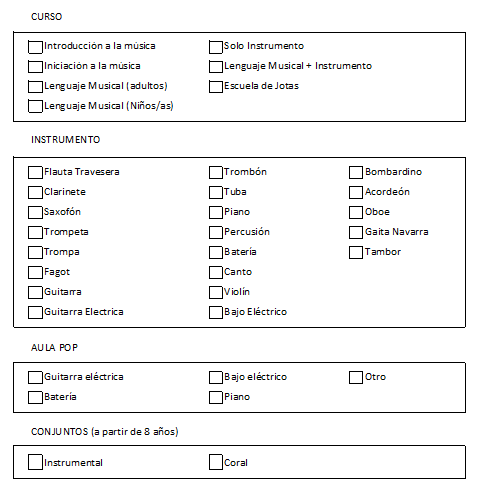 CURSO
Introducción a la música Solo Instrumento
Iniciación a la música Lenguaje Musical + Instrumento
Lenguaje Musical (adultos) Escuela de Jotas
Lenguaje Musical (Niños/as)
INSTRUMENTO
Flauta Travesera Trombón Bombardino
Clarinete Tuba Acordeón
Saxofón Piano Oboe
Trompeta Percusión Gaita Navarra
Trompa Batería Tambor
Fagot Canto
Guitarra Violín
Guitarra Electrica Bajo Eléctrico
AULA POP
Guitarra eléctrica Bajo eléctrico Otro
Batería Piano
CONJUNTOS (a partir de 8 años)
Instrumental Coral